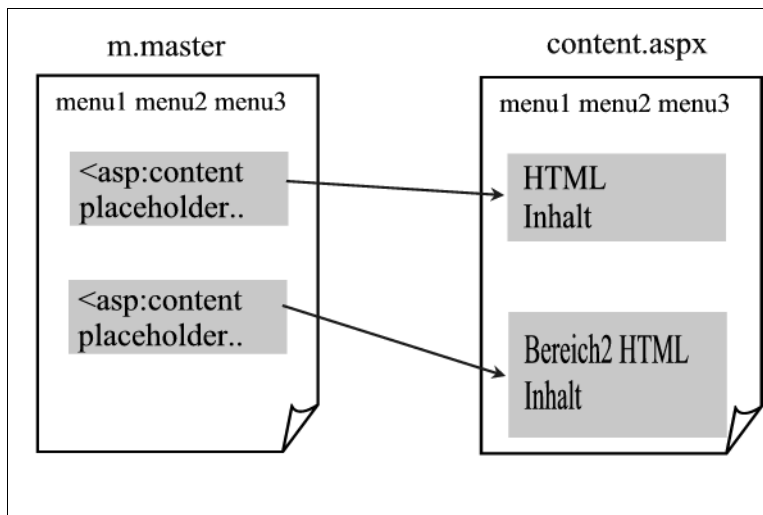 m.master
menu1 menu2 menu3
<asp:content
placeholder..
<asp:content
placeholder..
content.aspx
menu1 menu2 menu3
HTML
Inhalt
Bereich2 HTML
Inhalt